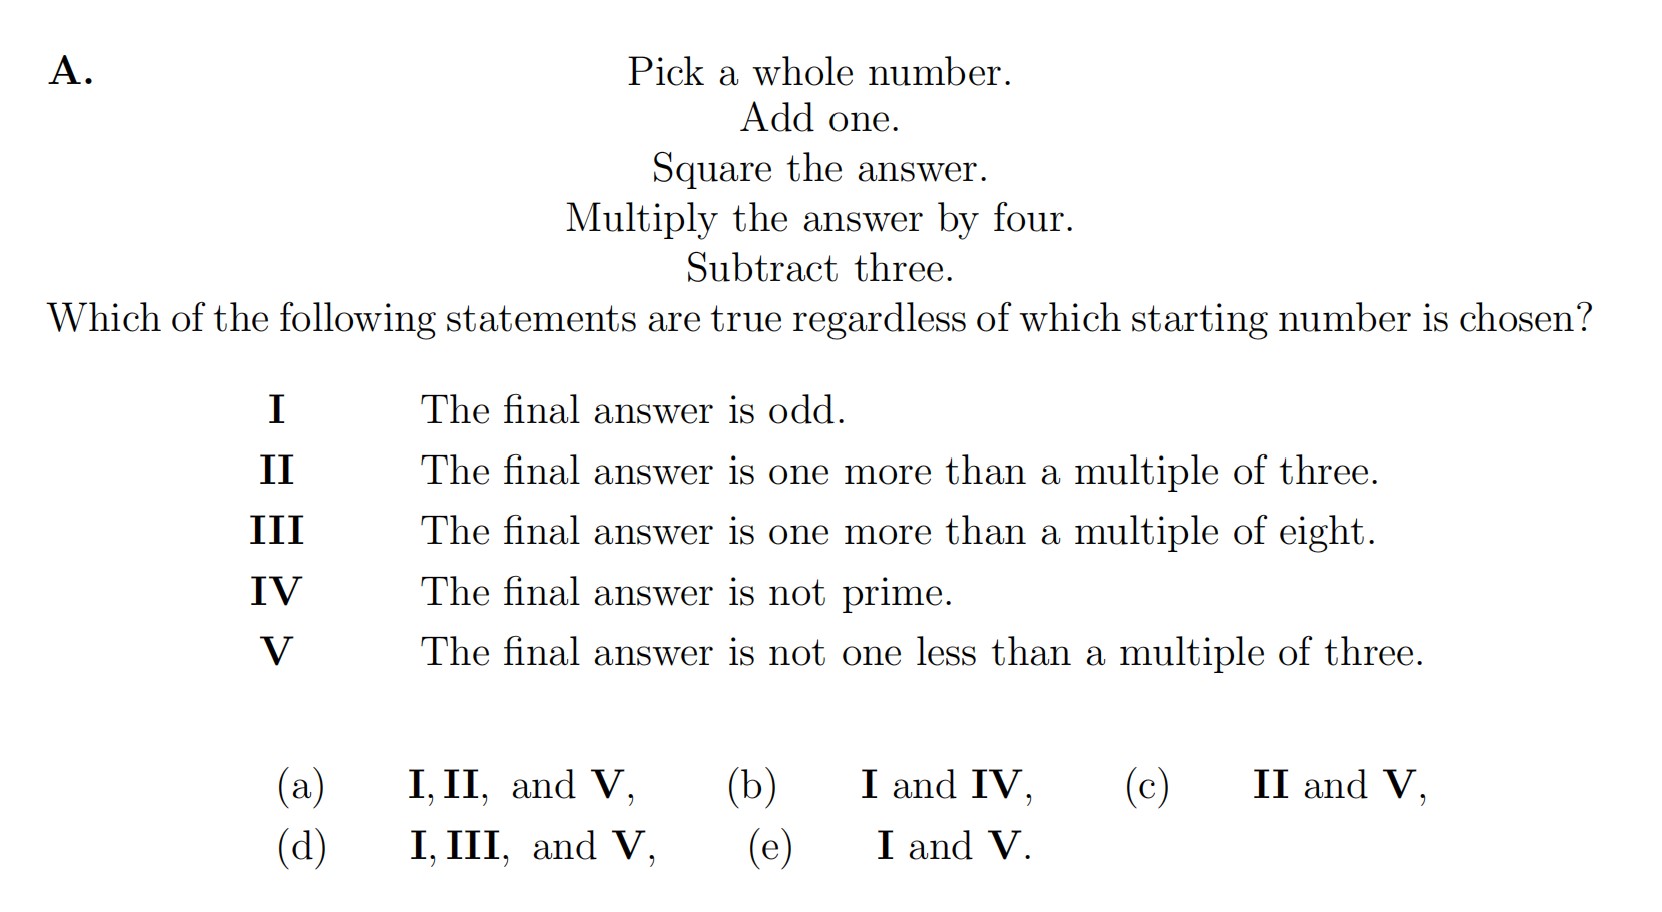 A. Pick a whole number.
Add one.
Square the answer.
Multiply the answer by four.
Subtract three.
Which of the following statements are true regardless of which starting number is chosen?
I The final answer is odd.
II The final answer is one more than a multiple of three.
III The final answer is one more than a multiple of eight.
IV The final answer is not prime.
V The final answer is not one less than a multiple of three.
(a) I, II, and V, (b) I and IV, (c) II and V,
(d) I, III, and V, (e) I and V.